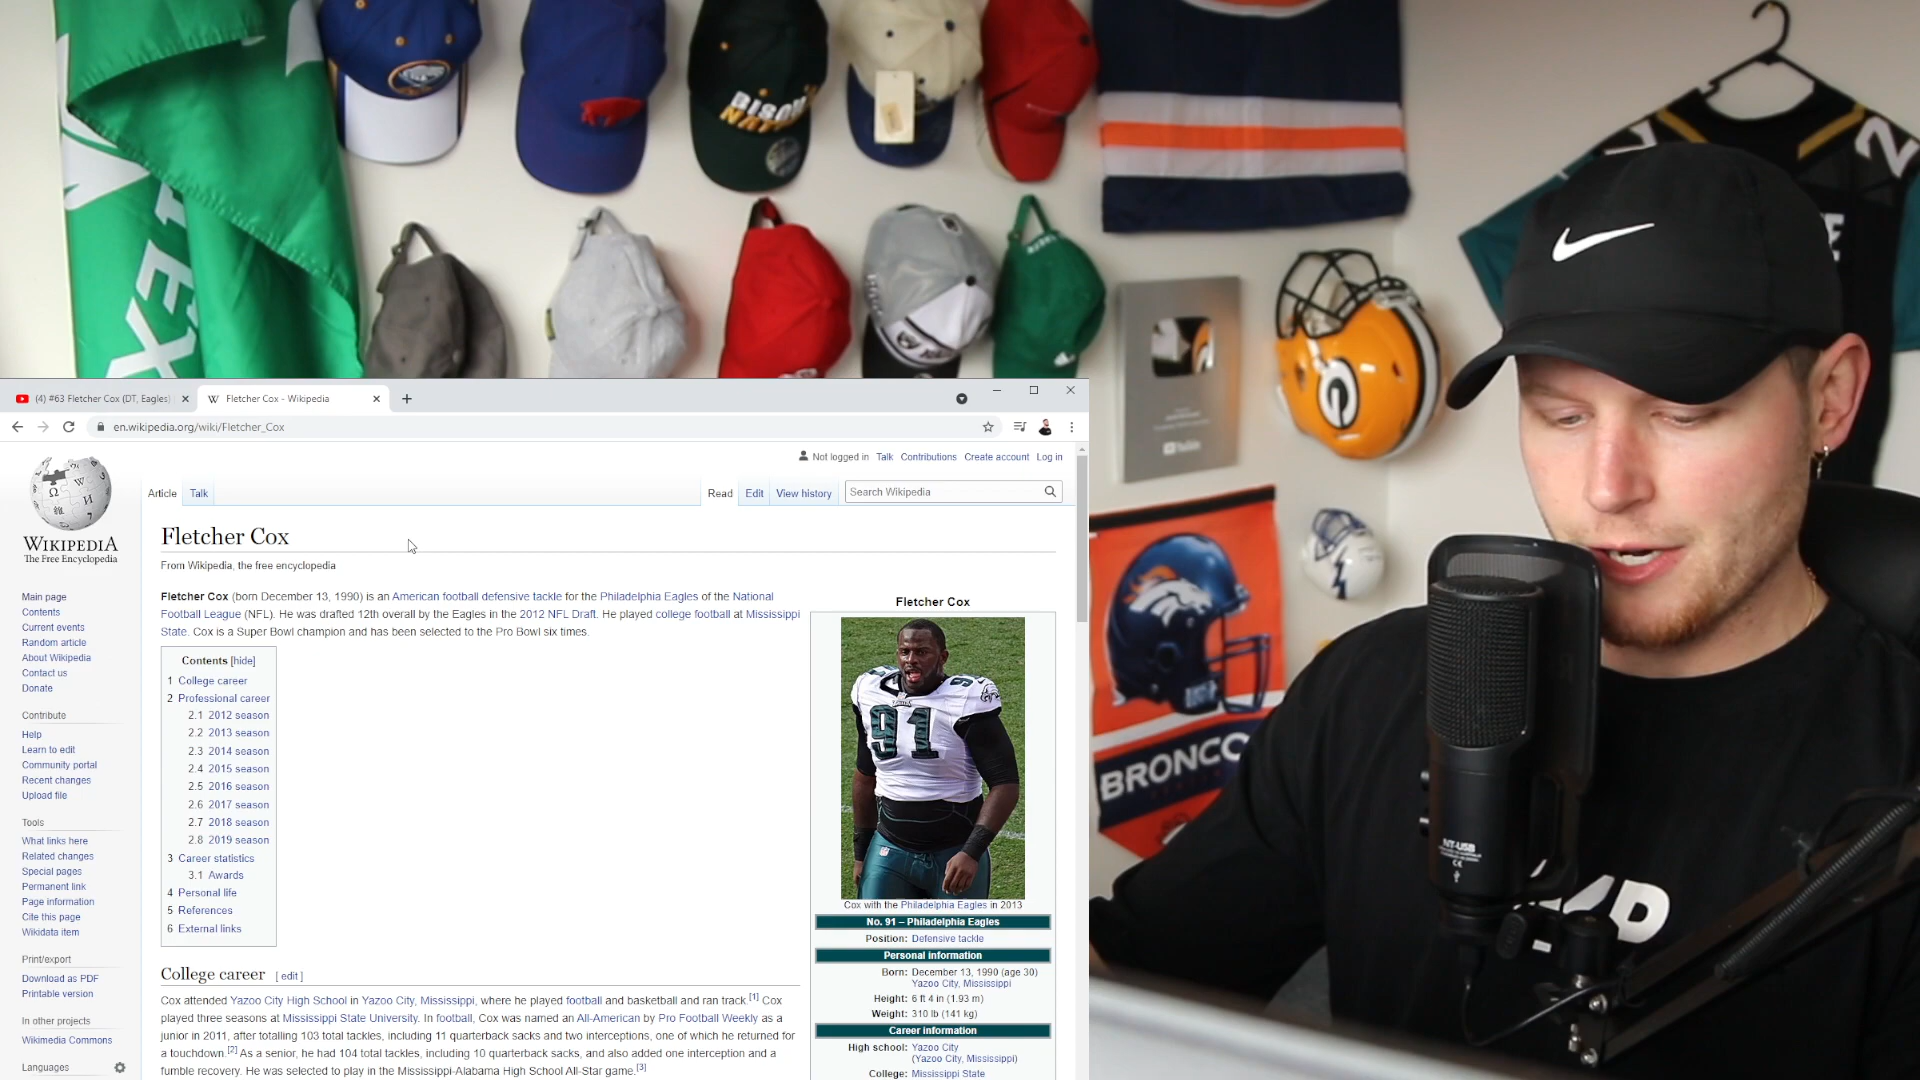 BISON
NATION
2
E
G
YouTube
BRONCO
NT-USB
(4) #63 Fletcher Cox (DT, Eagles)
Fletcher Cox - Wikipedia
en.wikipedia.org/wiki/Fletcher_Cox
Not logged in Talk Contributions Create account Log in
Article Talk
Read Edit View history Search Wikipedia
WIKIPEDIA
The Free Encyclopedia
Main page
Contents
Current events
Random article
About Wikipedia
Contact us
Donate
Contribute
Help
Learn to edit
Community portal
Recent changes
Upload file
Tools
What links here
Related changes
Special pages
Permanent link
Page information
Cite this page
Wikidata item
Print/export
Download as PDF
Printable version
In other projects
Wikimedia Commons
Languages
Fletcher Cox
From Wikipedia, the free encyclopedia
Fletcher Cox (born December 13, 1990) is an American football defensive tackle for the Philadelphia Eagles of the National
Football League (NFL). He was drafted 12th overall by the Eagles in the 2012 NFL Draft. He played college football at Mississippi
State. Cox is a Super Bowl champion and has been selected to the Pro Bowl six times.
Contents [hide]
1 College career
2 Professional career
2.1 2012 season
2.2 2013 season
2.3 2014 season
2.4 2015 season
2.5 2016 season
2.6 2017 season
2.7 2018 season
2.8 2019 season
3 Career statistics
3.1 Awards
4 Personal life
5 References
6 External links
College career [ edit ]
Cox attended Yazoo City High School in Yazoo City, Mississippi, where he played football and basketball and ran track.[1] Cox
played three seasons at Mississippi State University. In football, Cox was named an All-American by Pro Football Weekly as a
junior in 2011, after totalling 103 total tackles, including 11 quarterback sacks and two interceptions, one of which he returned for
a touchdown.[2] As a senior, he had 104 total tackles, including 10 quarterback sacks, and also added one interception and a
fumble recovery. He was selected to play in the Mississippi-Alabama High School All-Star game.[3]
Fletcher Cox
91
Cox with the Philadelphia Eagles in 2013
No. 91 – Philadelphia Eagles
Position: Defensive tackle
Personal information
Born: December 13, 1990 (age 30)
Yazoo City, Mississippi
Height: 6 ft 4 in (1.93 m)
Weight: 310 lb (141 kg)
Career information
High school: Yazoo City
(Yazoo City, Mississippi)
College: Mississippi State